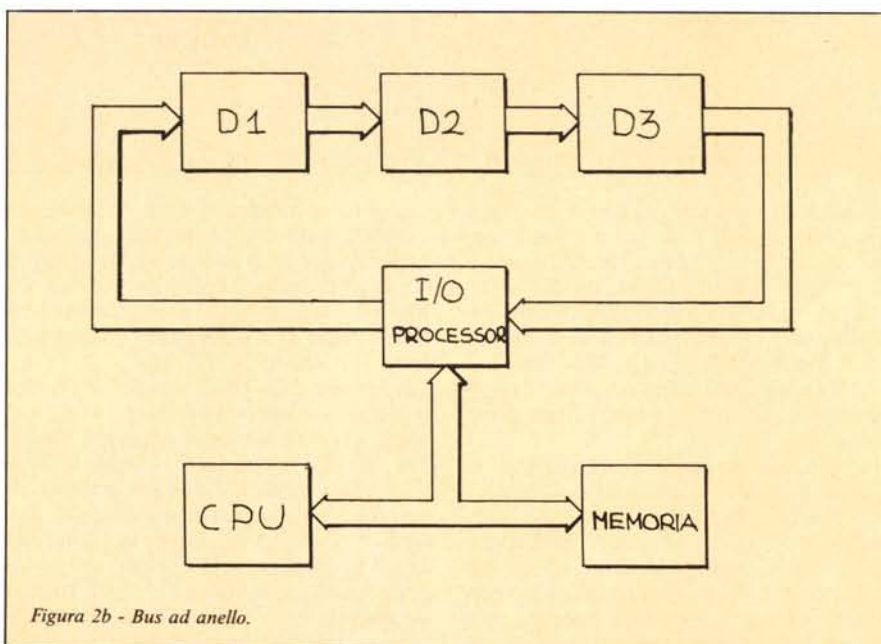 D1
D2
D3
I/O
PROCESSOR
CPU
MEMORIA
Figura 2b - Bus ad anello.